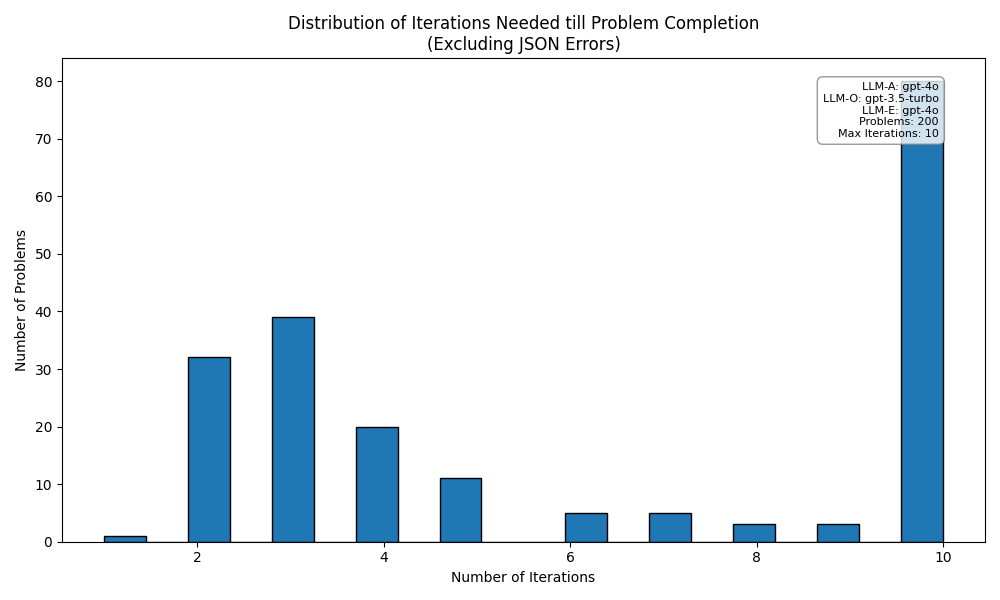 Distribution of Iterations Needed till Problem Completion
(Excluding JSON Errors)
LLM-A: gpt-4o
LLM-O: gpt-3.5-turbo
LLM-E: gpt-4o
Problems: 200
Max Iterations: 10
Number of Problems
80
70
60
50
40
30
20
10
0
2 4 6 8 10
Number of Iterations